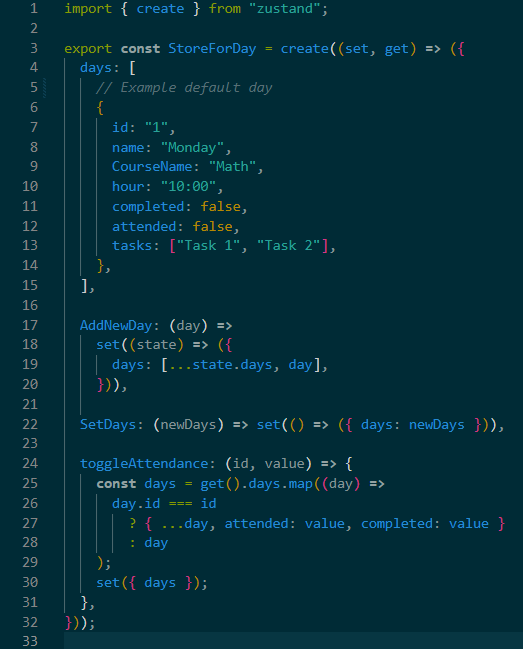 1 import { create } from "zustand";
2
3 export const StoreForDay = create((set, get) => ({
4 days: [
5 // Example default day
6 {
7 id: "1",
8 name: "Monday",
9 CourseName: "Math",
10 hour: "10:00",
11 completed: false,
12 attended: false,
13 tasks: ["Task 1", "Task 2"],
14 },
15 ],
16
17 AddNewDay: (day) =>
18 set((state) => ({
19 days: [...state.days, day],
20 })),
21
22 SetDays: (newDays) => set(() => ({ days: newDays })),
23
24 toggleAttendance: (id, value) => {
25 const days = get().days.map((day) =>
26 day.id === id
27 ? { ...day, attended: value, completed: value }
28 : day
29 );
30 set({ days });
31 },
32 }));
33